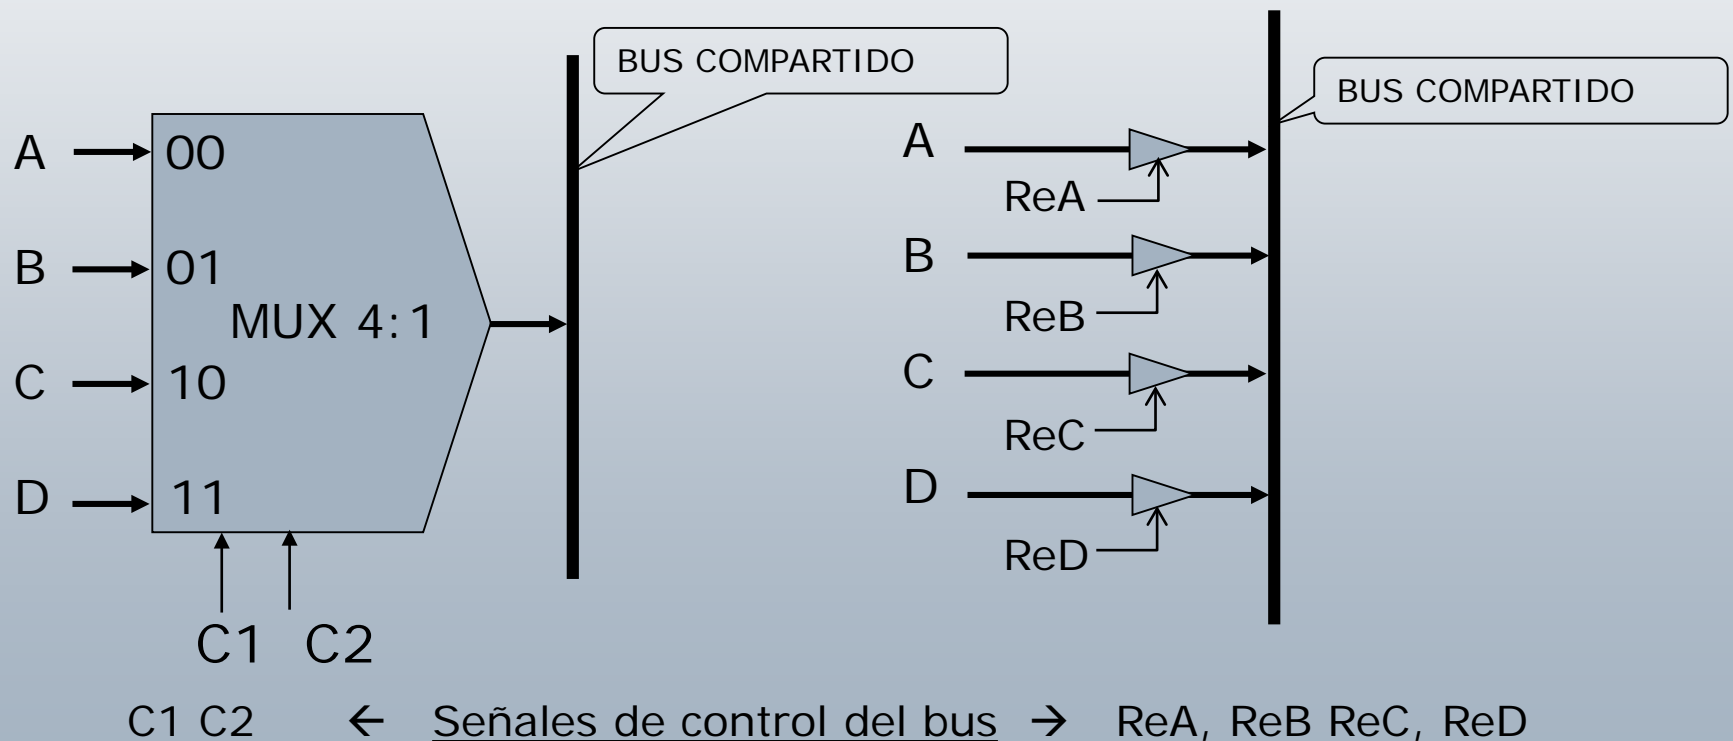 BUS COMPARTIDO
A
00
B
01
MUX 4:1
C
10
D
11
C1 C2
BUS COMPARTIDO
A
ReA
B
ReB
C
ReC
D
ReD
C1 C2 ← Señales de control del bus → ReA, ReB ReC, ReD